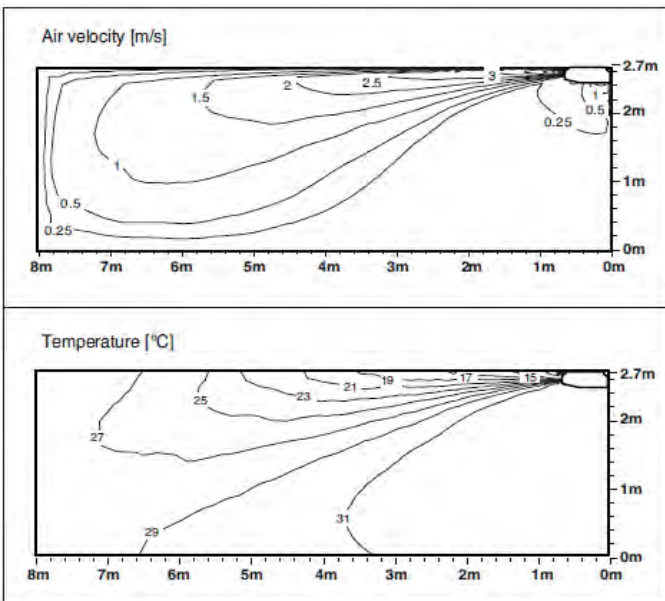 Air velocity [m/s]
2.7m
3
2.5
2
1.5
1
0.5
0.25
2m
1
1m
0.5
0.25
0m
8m 7m 6m 5m 4m 3m 2m 1m 0m
Temperature [°C]
2.7m
15
17
19
21
23
25
2m
27
1m
31
29
0m
8m 7m 6m 5m 4m 3m 2m 1m 0m